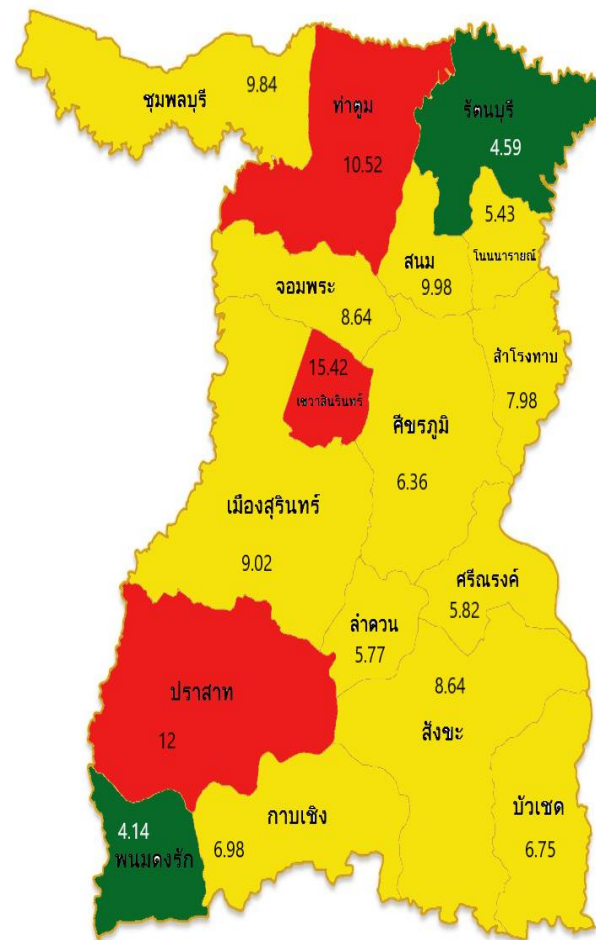 ชุมพลบุรี
9.84
ท่าตูม
10.52
รัตนบุรี
4.59
5.43
โนนนารายณ์
สนม
9.98
จอมพระ
8.64
สำโรงทาบ
7.98
15.42
เขวาสินรินทร์
ศีขรภูมิ
6.36
เมืองสุรินทร์
9.02
ศรีณรงค์
5.82
ลำดวน
5.77
ปราสาท
12
8.64
สังขะ
กาบเชิง
6.98
บัวเชด
6.75
4.14
พนมดงรัก